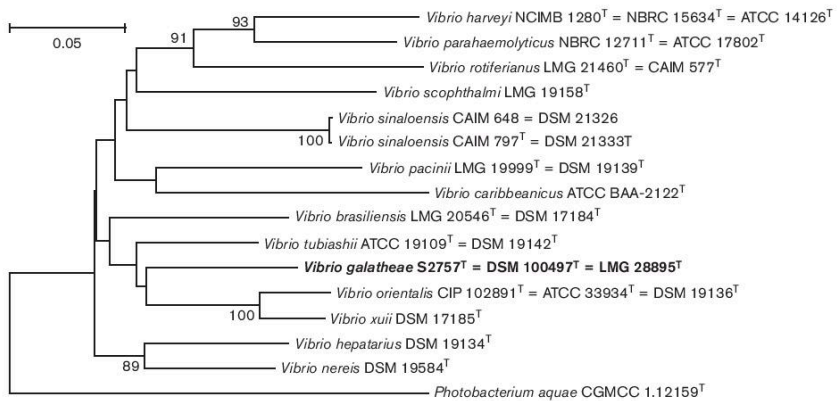 Vibrio harveyi NCIMB 1280T = NBRC 15634T = ATCC 14126T
93
0.05
91
Vibrio parahaemolyticus NBRC 12711T = ATCC 17802T
Vibrio rotiferianus LMG 21460T = CAIM 577T
Vibrio scophthalmi LMG 19158T
Vibrio sinaloensis CAIM 648 = DSM 21326
100
Vibrio sinaloensis CAIM 797T = DSM 21333T
Vibrio pacinii LMG 19999T = DSM 19139T
Vibrio caribbeanicus ATCC BAA-2122T
Vibrio brasiliensis LMG 20546T = DSM 17184T
Vibrio tubiashii ATCC 19109T = DSM 19142T
Vibrio galatheae S2757T = DSM 100497T = LMG 28895T
Vibrio orientalis CIP 102891T = ATCC 33934T = DSM 19136T
100
Vibrio xuii DSM 17185T
Vibrio hepatarius DSM 19134T
89
Vibrio nereis DSM 19584T
Photobacterium aquae CGMCC 1.12159T